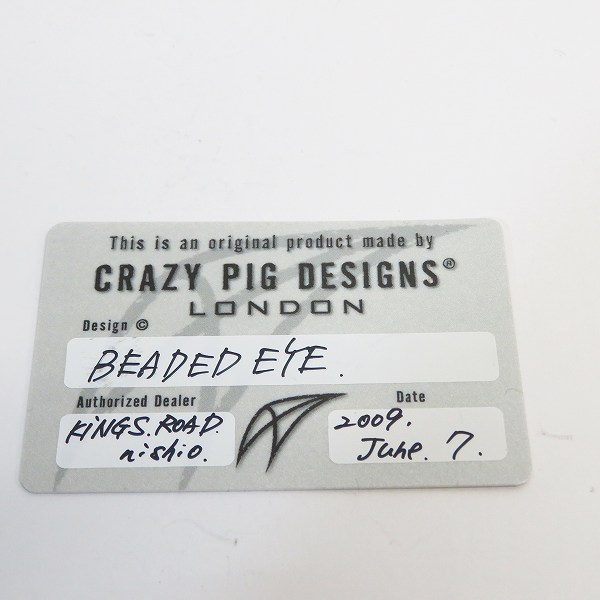 This is an original product made by
CRAZY PIG DESIGNS®
LONDON
Design ©
BEADED EYE.
Authorized Dealer
KINGS.ROAD.
nishio.
Date
2009.
June. 7.